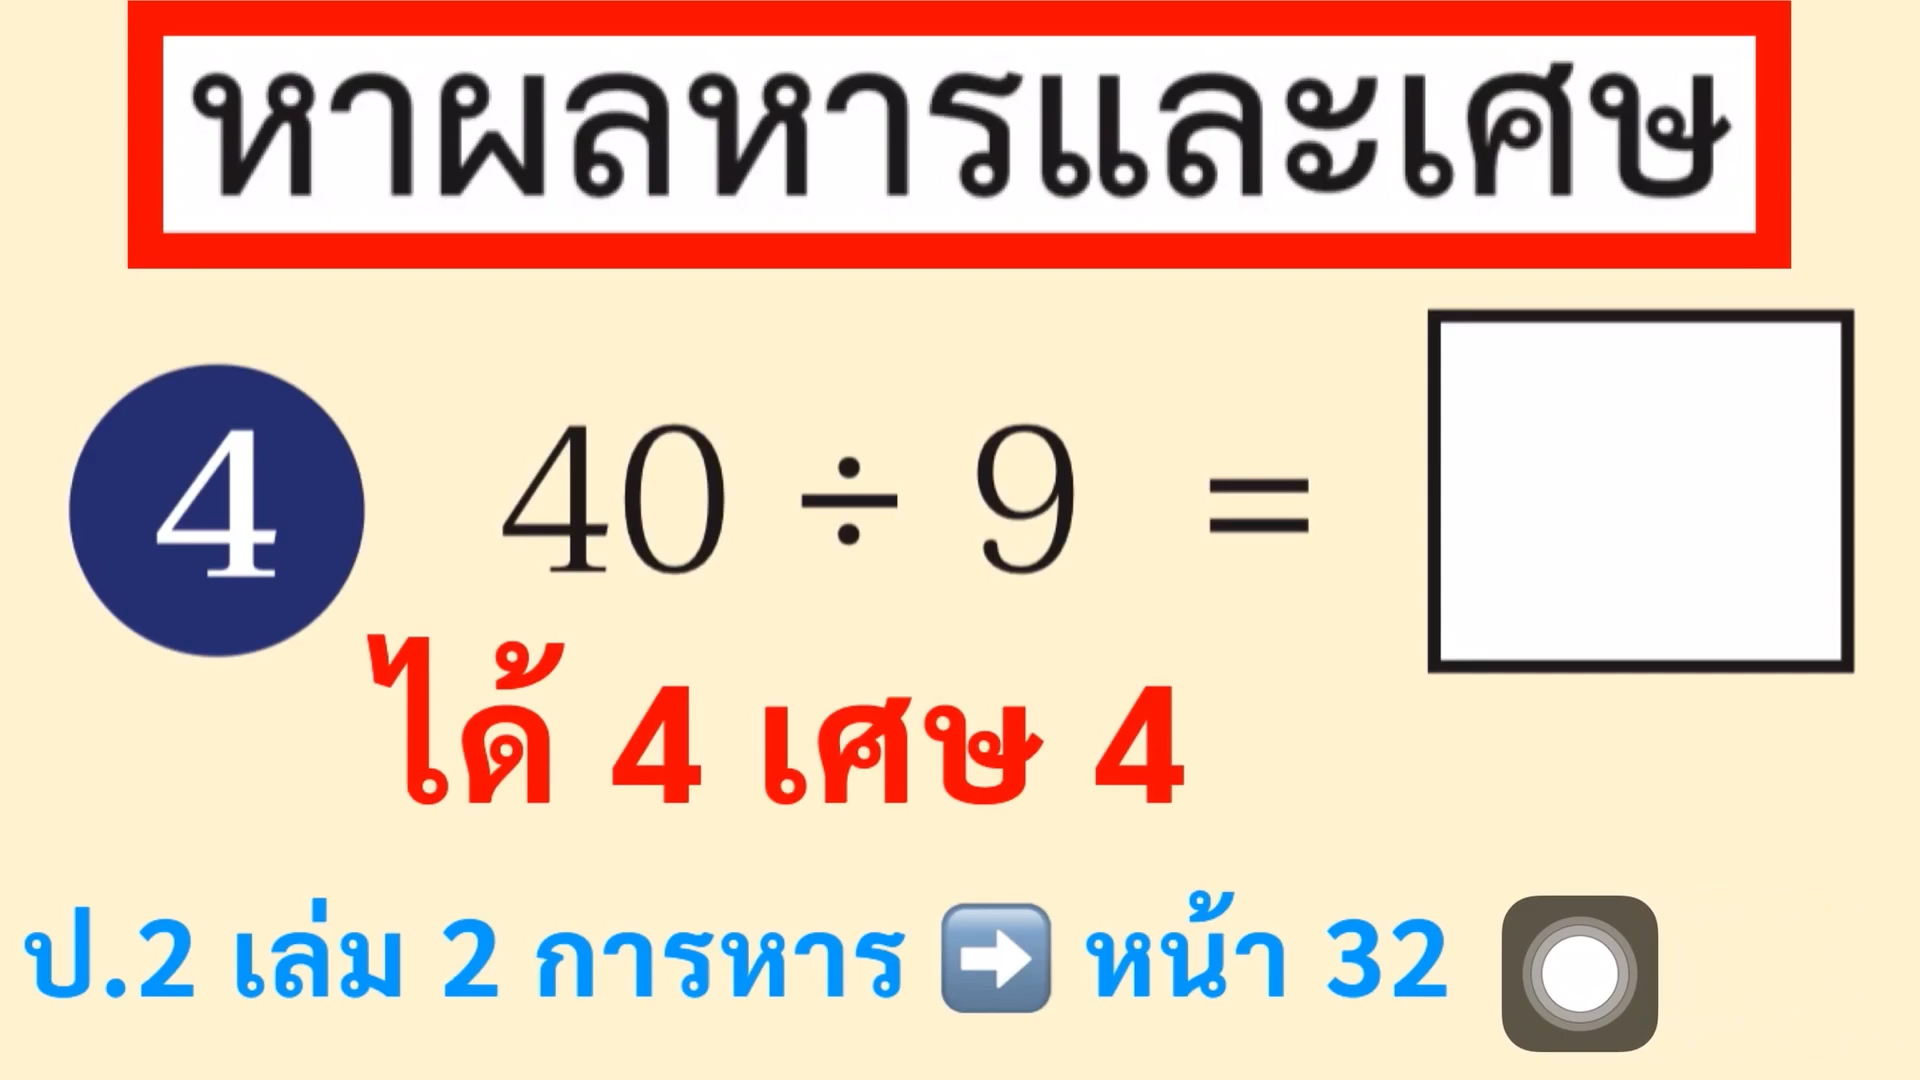 หาผลหารและเศษ
4 40 ÷ 9 =
ได้ 4 เศษ 4
ป.2 เล่ม 2 การหาร ➡️ หน้า 32